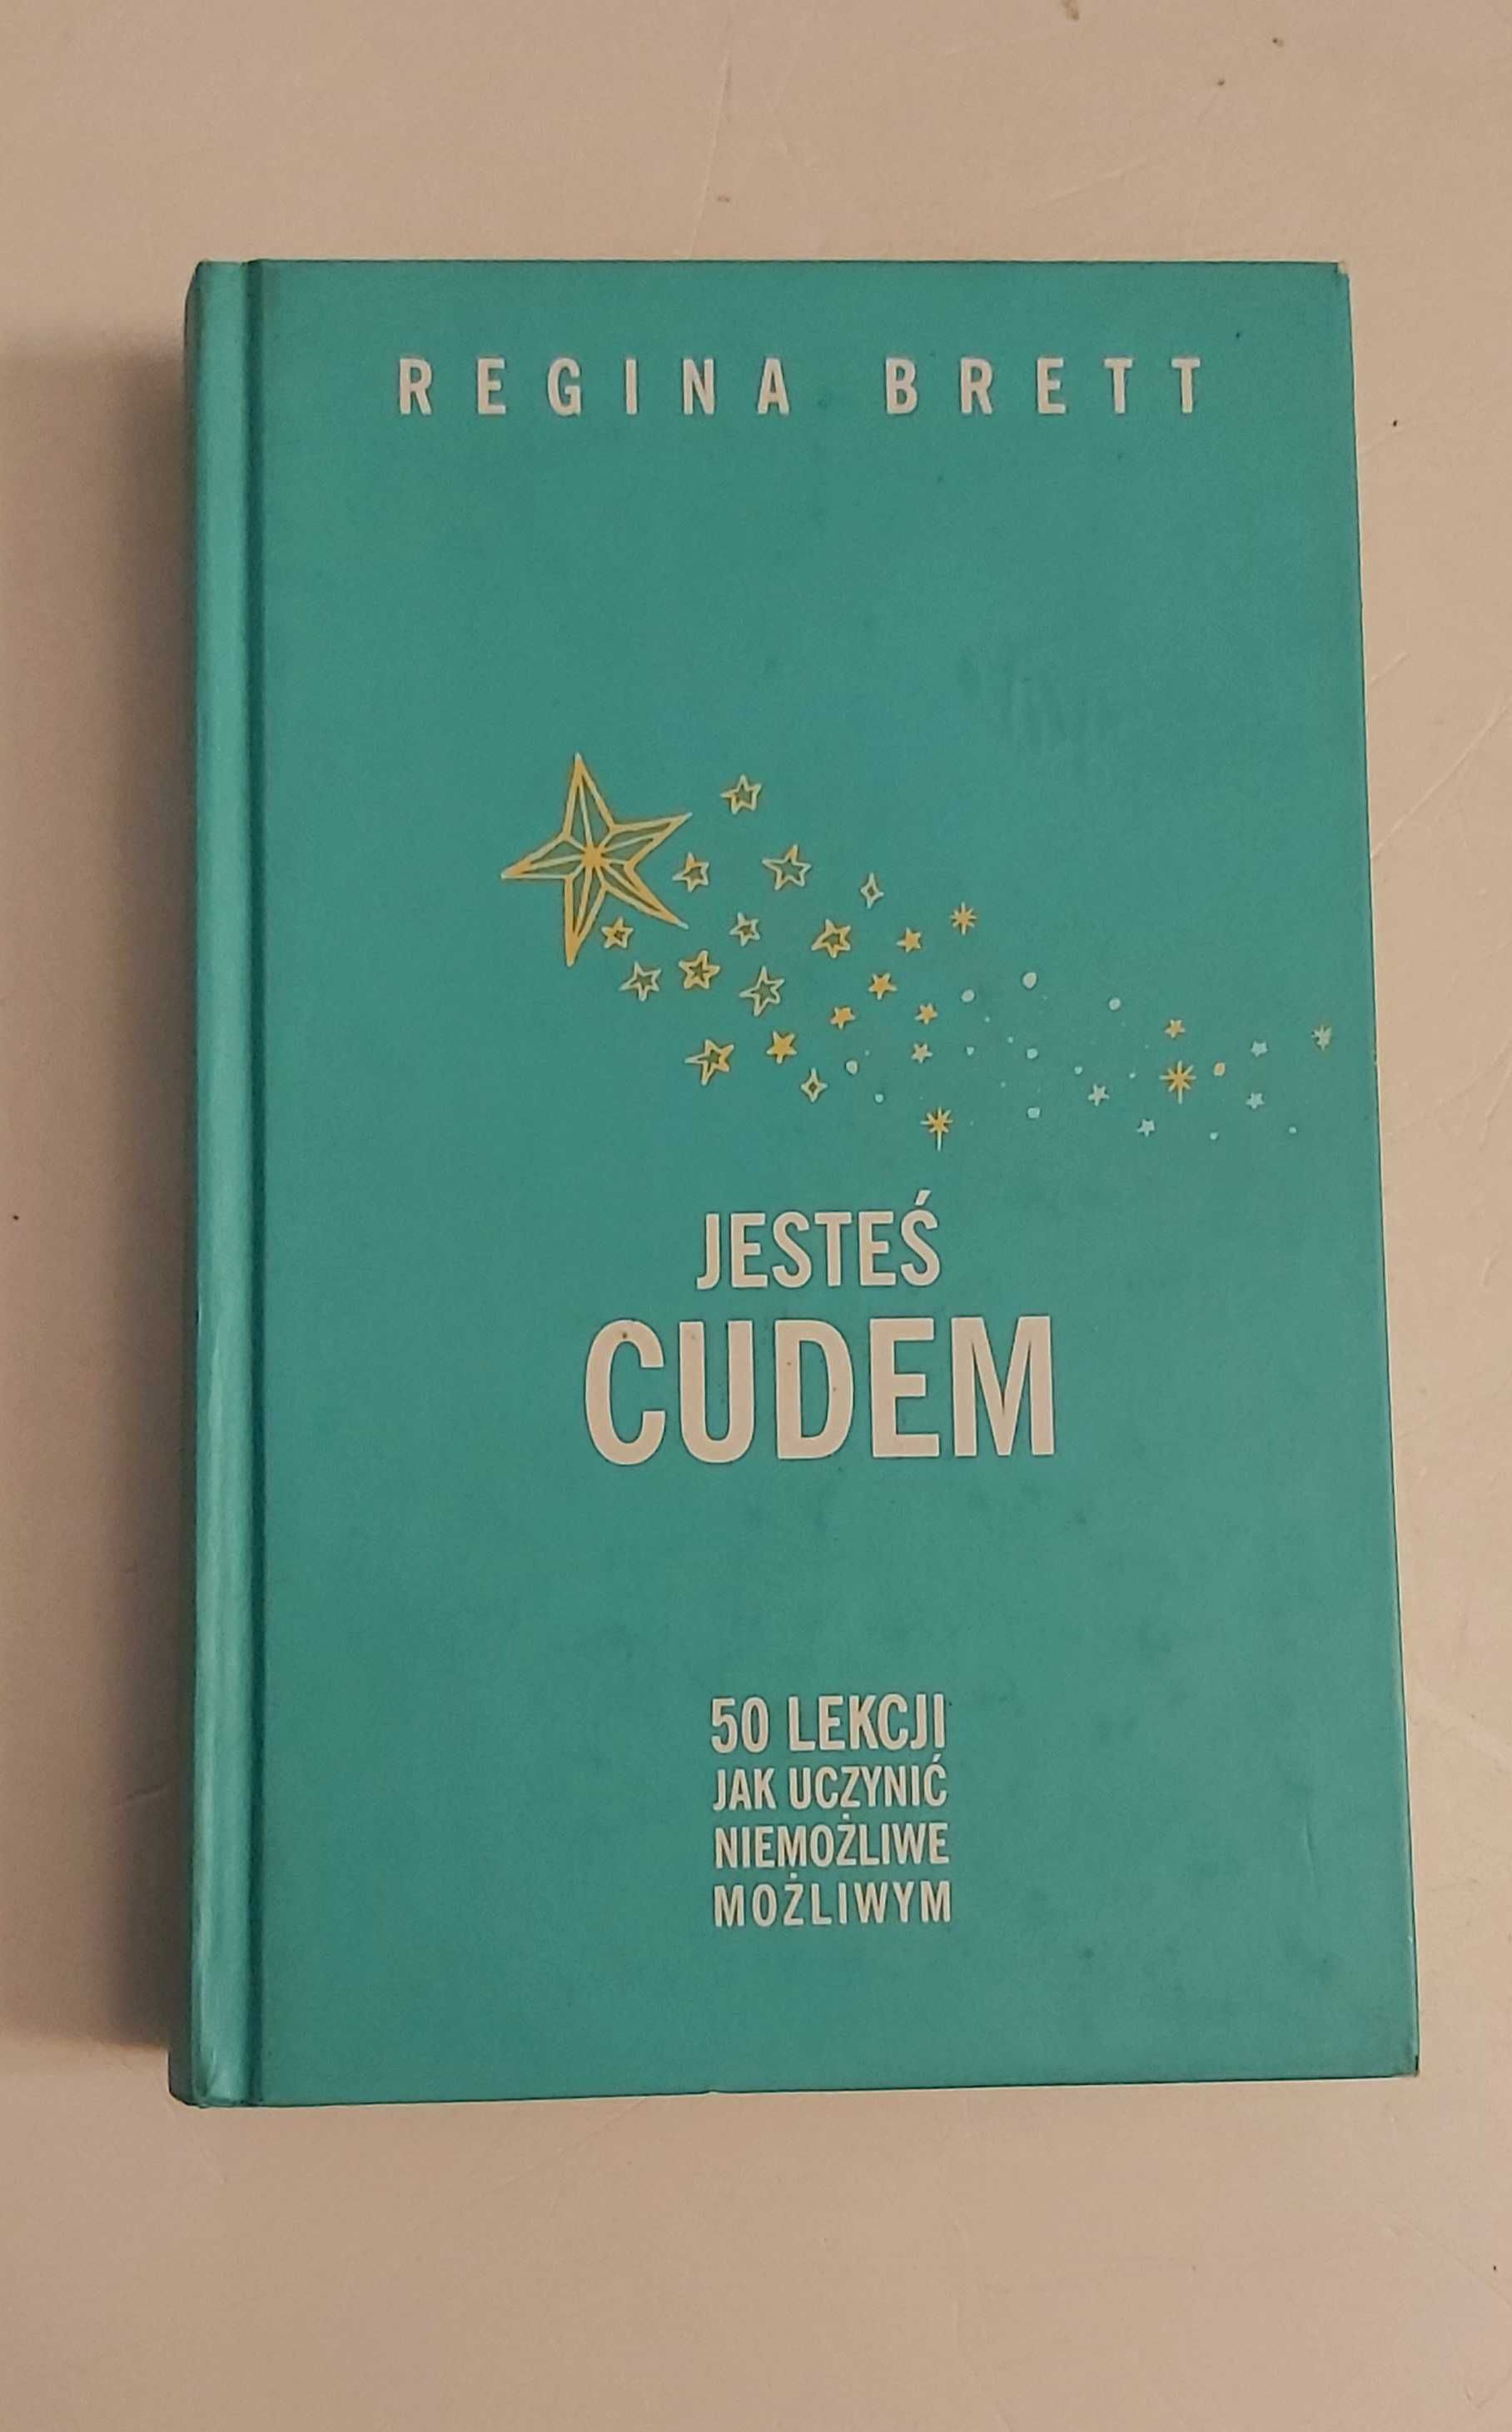 REGINA BRETT
JESTEŚ
CUDEM
50 LEKCJI
JAK UCZYNIĆ
NIEMOŻLIWE
MOŻLIWYM